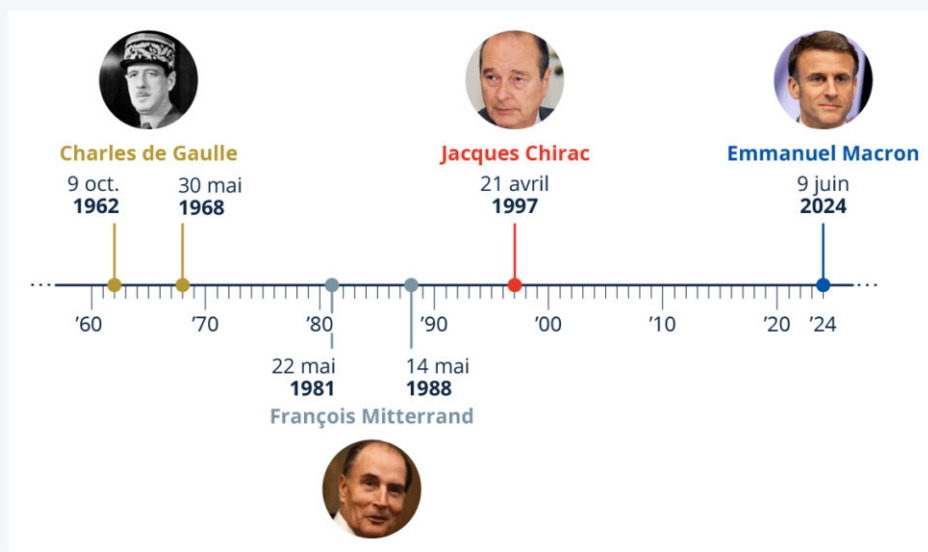 Charles de Gaulle
9 oct.
1962
30 mai
1968
Jacques Chirac
21 avril
1997
Emmanuel Macron
9 juin
2024
’60
’70
’80
’90
’00
’10
’20
’24
22 mai
1981
14 mai
1988
François Mitterrand